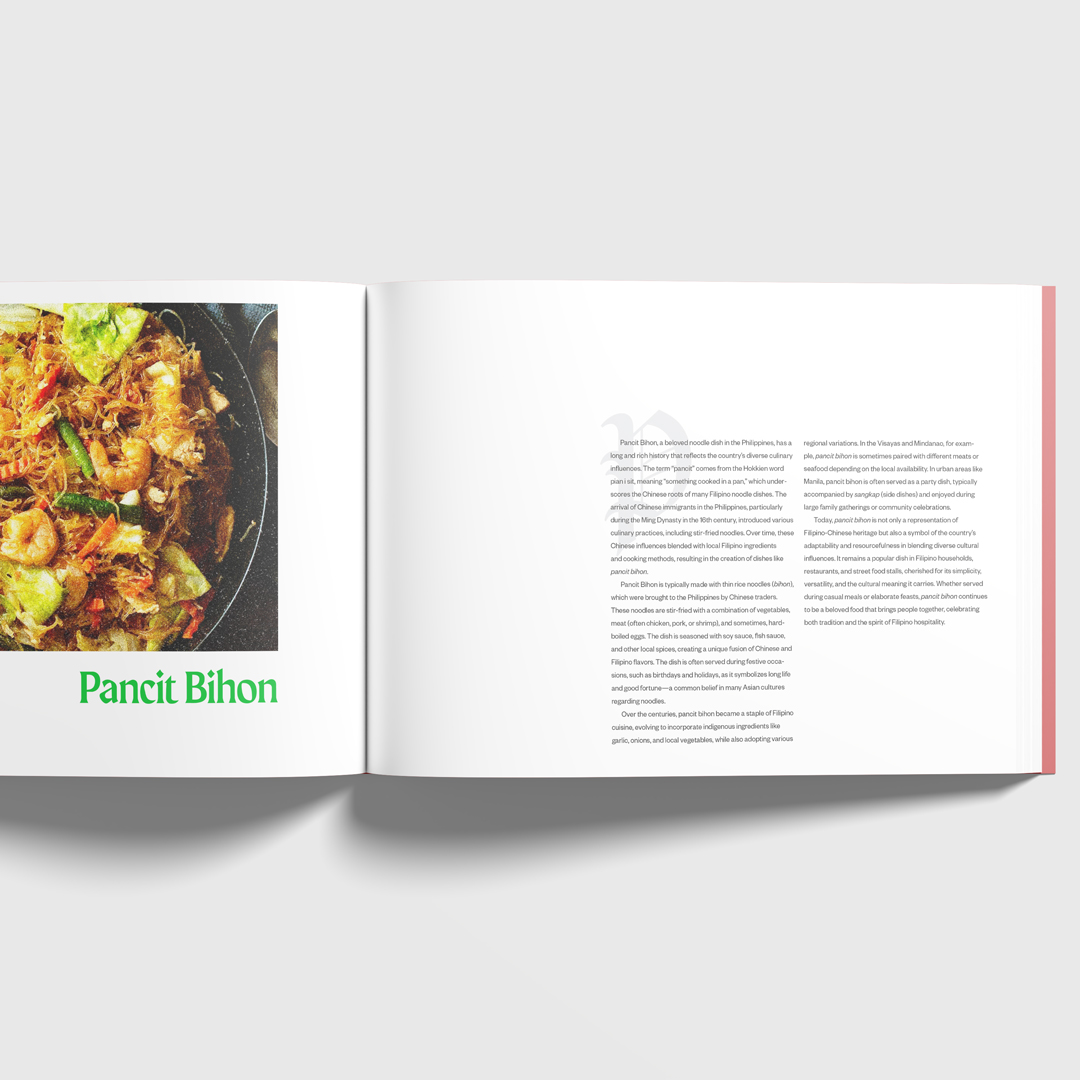 Pancit Bihon
P
Pancit Bihon, a beloved noodle dish in the Philippines, has a
long and rich history that reflects the country's diverse culinary
influences. The term "pancit" comes from the Hokkien word
pian i sit, meaning "something cooked in a pan," which under-
scores the Chinese roots of many Filipino noodle dishes. The
arrival of Chinese immigrants in the Philippines, particularly
during the Ming Dynasty in the 16th century, introduced various
culinary practices, including stir-fried noodles. Over time, these
Chinese influences blended with local Filipino ingredients
and cooking methods, resulting in the creation of dishes like
pancit bihon.
Pancit Bihon is typically made with thin rice noodles (bihon),
which were brought to the Philippines by Chinese traders.
These noodles are stir-fried with a combination of vegetables,
meat (often chicken, pork, or shrimp), and sometimes, hard-
boiled eggs. The dish is seasoned with soy sauce, fish sauce,
and other local spices, creating a unique fusion of Chinese and
Filipino flavors. The dish is often served during festive occa-
sions, such as birthdays and holidays, as it symbolizes long life
and good fortune—a common belief in many Asian cultures
regarding noodles.
Over the centuries, pancit bihon became a staple of Filipino
cuisine, evolving to incorporate indigenous ingredients like
garlic, onions, and local vegetables, while also adopting various
regional variations. In the Visayas and Mindanao, for exam-
ple, pancit bihon is sometimes paired with different meats or
seafood depending on the local availability. In urban areas like
Manila, pancit bihon is often served as a party dish, typically
accompanied by sangkap (side dishes) and enjoyed during
large family gatherings or community celebrations.
Today, pancit bihon is not only a representation of
Filipino-Chinese heritage but also a symbol of the country's
adaptability and resourcefulness in blending diverse cultural
influences. It remains a popular dish in Filipino households,
restaurants, and street food stalls, cherished for its simplicity,
versatility, and the cultural meaning it carries. Whether served
during casual meals or elaborate feasts, pancit bihon continues
to be a beloved food that brings people together, celebrating
both tradition and the spirit of Filipino hospitality.